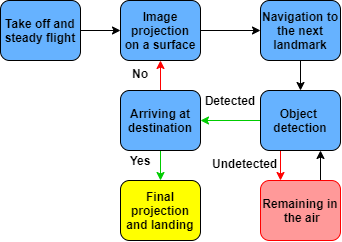 Take off and
steady flight
Image
projection
on a surface
Navigation to
the next
landmark
No
Detected
Arriving at
destination
Object
detection
Yes
Undetected
Final
projection
and landing
Remaining in
the air